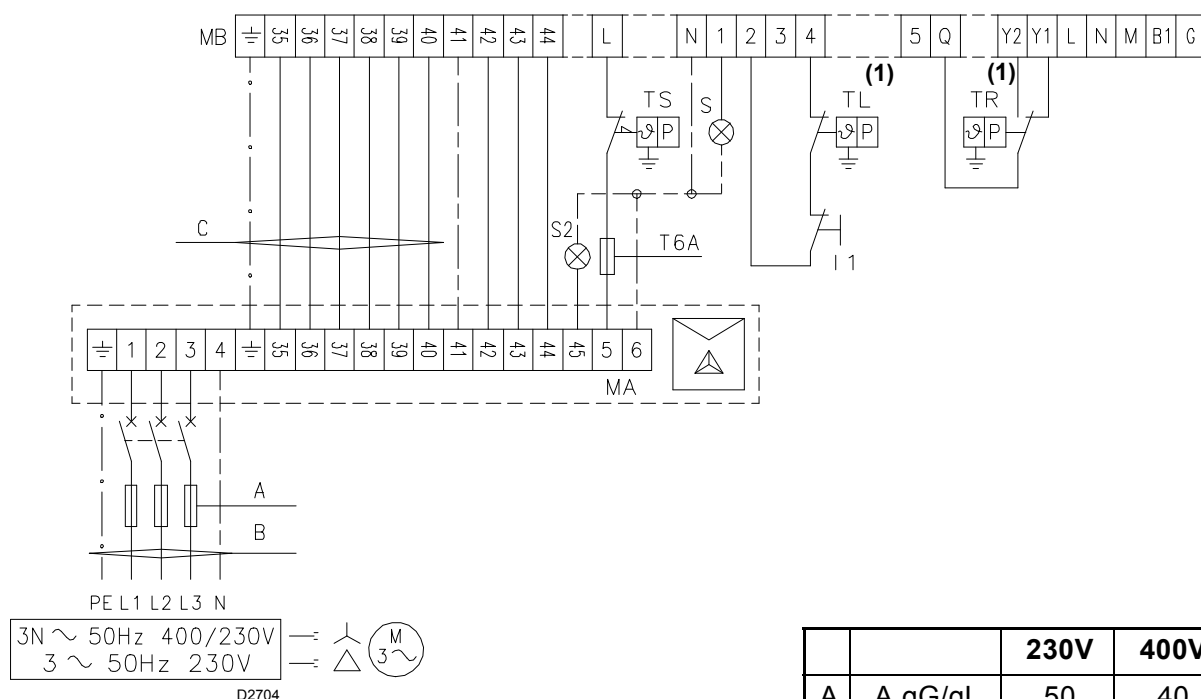 MB ⏚ 35 36 37 38 39 40 41 42 43 44 L N 1 2 3 4 5 Q Y2 Y1 L N M B1 G
(1) (1)
TS S TL TR
ϑ P ϑ P ϑ P
C
S2
T6A
I1
⏚ 1 2 3 4 ⏚ 35 36 37 38 39 40 41 42 43 44 45 5 6
MA
A
B
PE L1 L2 L3 N
3N ~ 50Hz 400/230V
3 ~ 50Hz 230V
M
3~
D2704
230V 400V
A A gG/gL 50 40